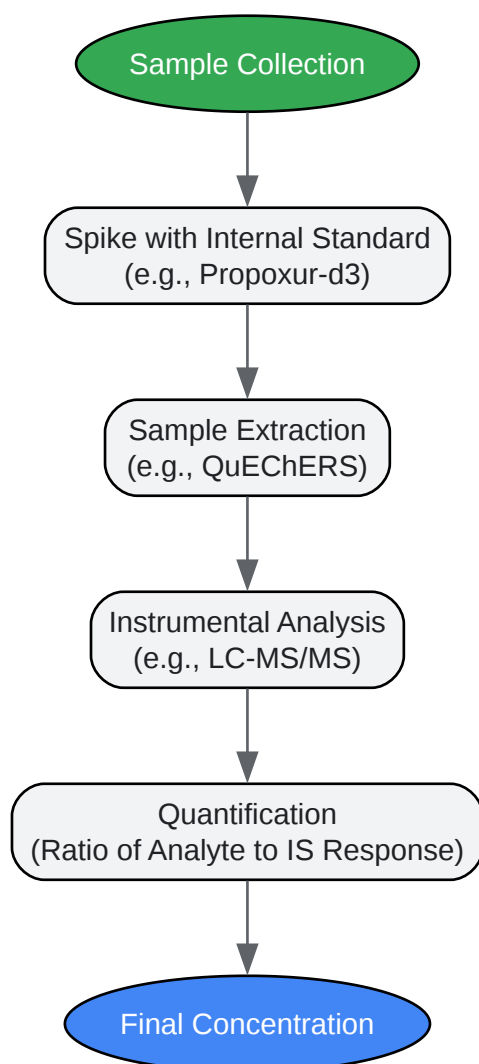 Sample Collection
Spike with Internal Standard
(e.g., Propoxur-d3)
Sample Extraction
(e.g., QuEChERS)
Instrumental Analysis
(e.g., LC-MS/MS)
Quantification
(Ratio of Analyte to IS Response)
Final Concentration